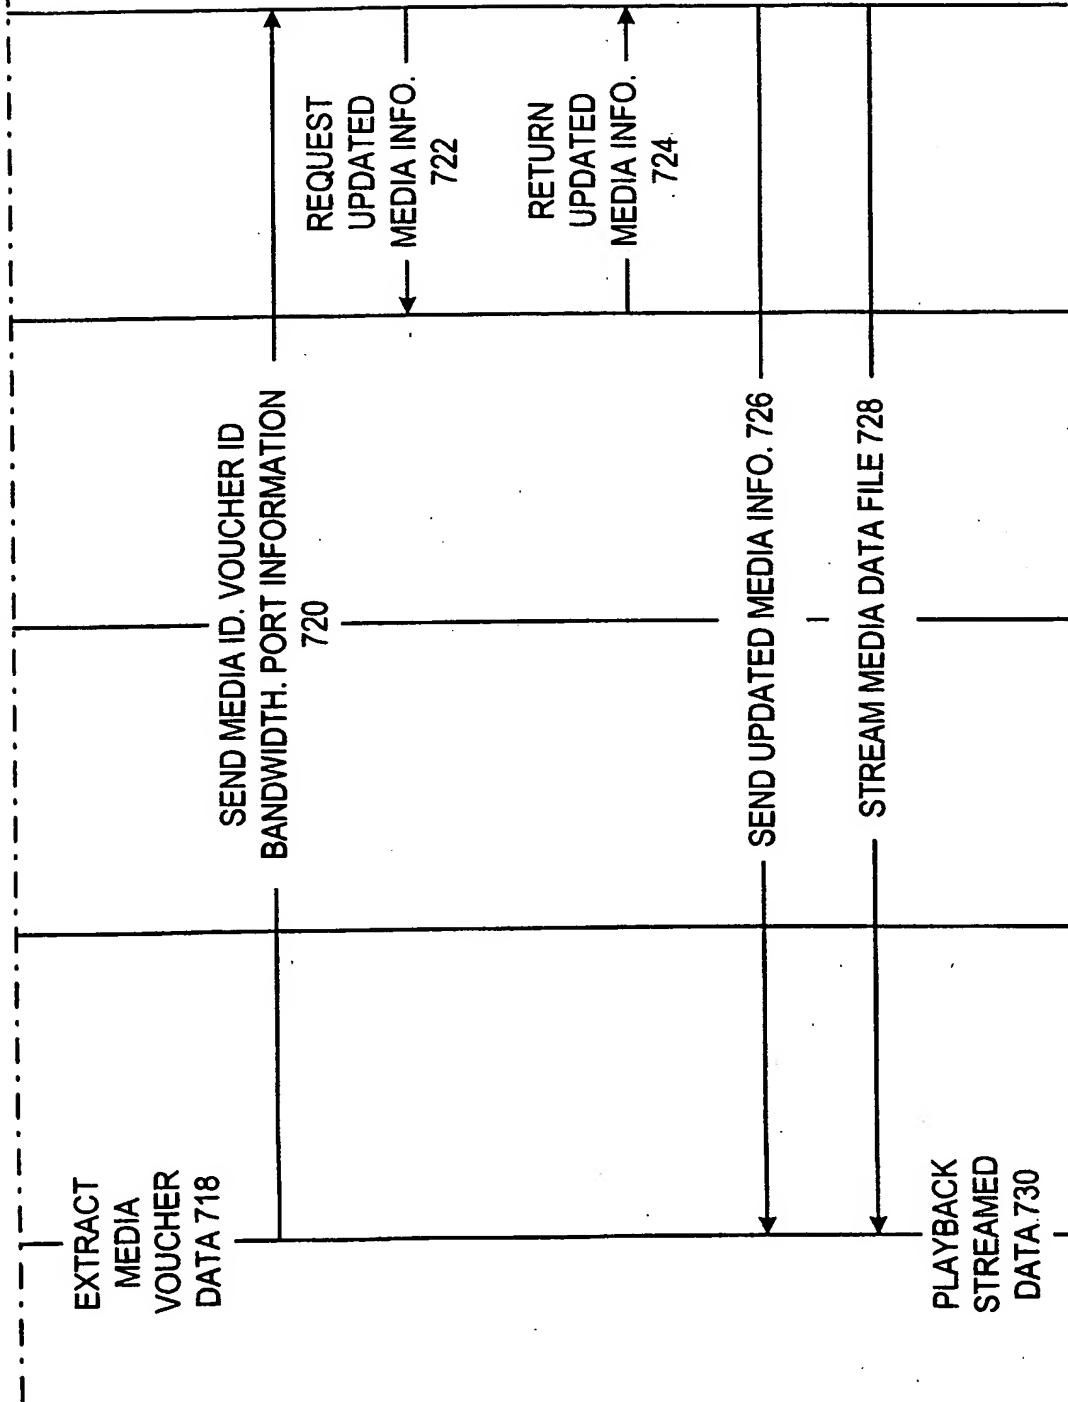 EXTRACT
MEDIA
VOUCHER
DATA 718
SEND MEDIA ID. VOUCHER ID
BANDWIDTH. PORT INFORMATION
720
REQUEST
UPDATED
MEDIA INFO.
722
RETURN
UPDATED
MEDIA INFO.
724
SEND UPDATED MEDIA INFO. 726
STREAM MEDIA DATA FILE 728
PLAYBACK
STREAMED
DATA 730